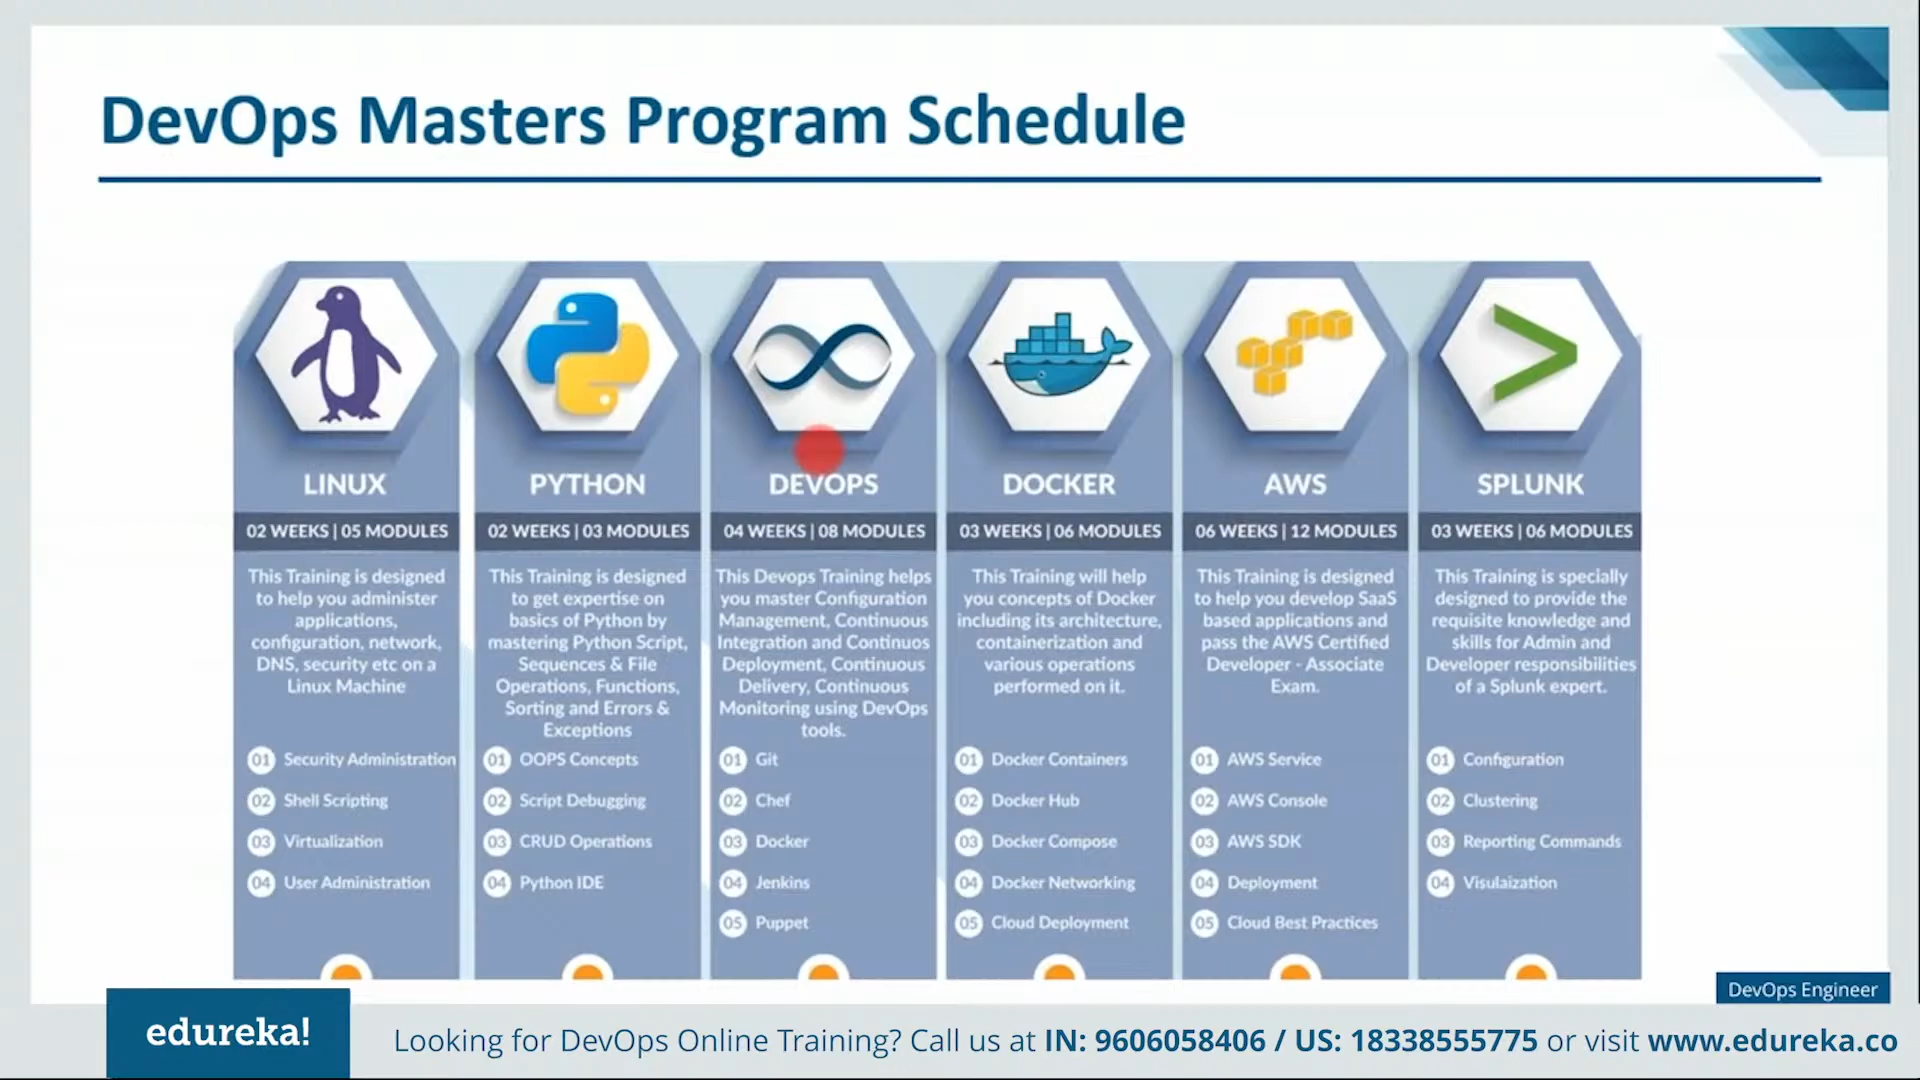 DevOps Masters Program Schedule
LINUX
02 WEEKS | 05 MODULES
This Training is designed
to help you administer
applications,
configuration, network,
DNS, security etc on a
Linux Machine
01 Security Administration
02 Shell Scripting
03 Virtualization
04 User Administration
PYTHON
02 WEEKS | 03 MODULES
This Training is designed
to get expertise on
basics of Python by
mastering Python Script,
Sequences & File
Operations, Functions,
Sorting and Errors &
Exceptions
01 OOPS Concepts
02 Script Debugging
03 CRUD Operations
04 Python IDE
DEVOPS
04 WEEKS | 08 MODULES
This Devops Training helps
you master Configuration
Management, Continuous
Integration and Continuos
Deployment, Continuous
Delivery, Continuous
Monitoring using DevOps
tools.
01 Git
02 Chef
03 Docker
04 Jenkins
05 Puppet
DOCKER
03 WEEKS | 06 MODULES
This Training will help
you concepts of Docker
including its architecture,
containerization and
various operations
performed on it.
01 Docker Containers
02 Docker Hub
03 Docker Compose
04 Docker Networking
05 Cloud Deployment
AWS
06 WEEKS | 12 MODULES
This Training is designed
to help you develop SaaS
based applications and
pass the AWS Certified
Developer - Associate
Exam.
01 AWS Service
02 AWS Console
03 AWS SDK
04 Deployment
05 Cloud Best Practices
SPLUNK
03 WEEKS | 06 MODULES
This Training is specially
designed to provide the
requisite knowledge and
skills for Admin and
Developer responsibilities
of a Splunk expert.
01 Configuration
02 Clustering
03 Reporting Commands
04 Visulaization
DevOps Engineer
edureka!
Looking for DevOps Online Training? Call us at IN: 9606058406 / US: 18338555775 or visit www.edureka.co